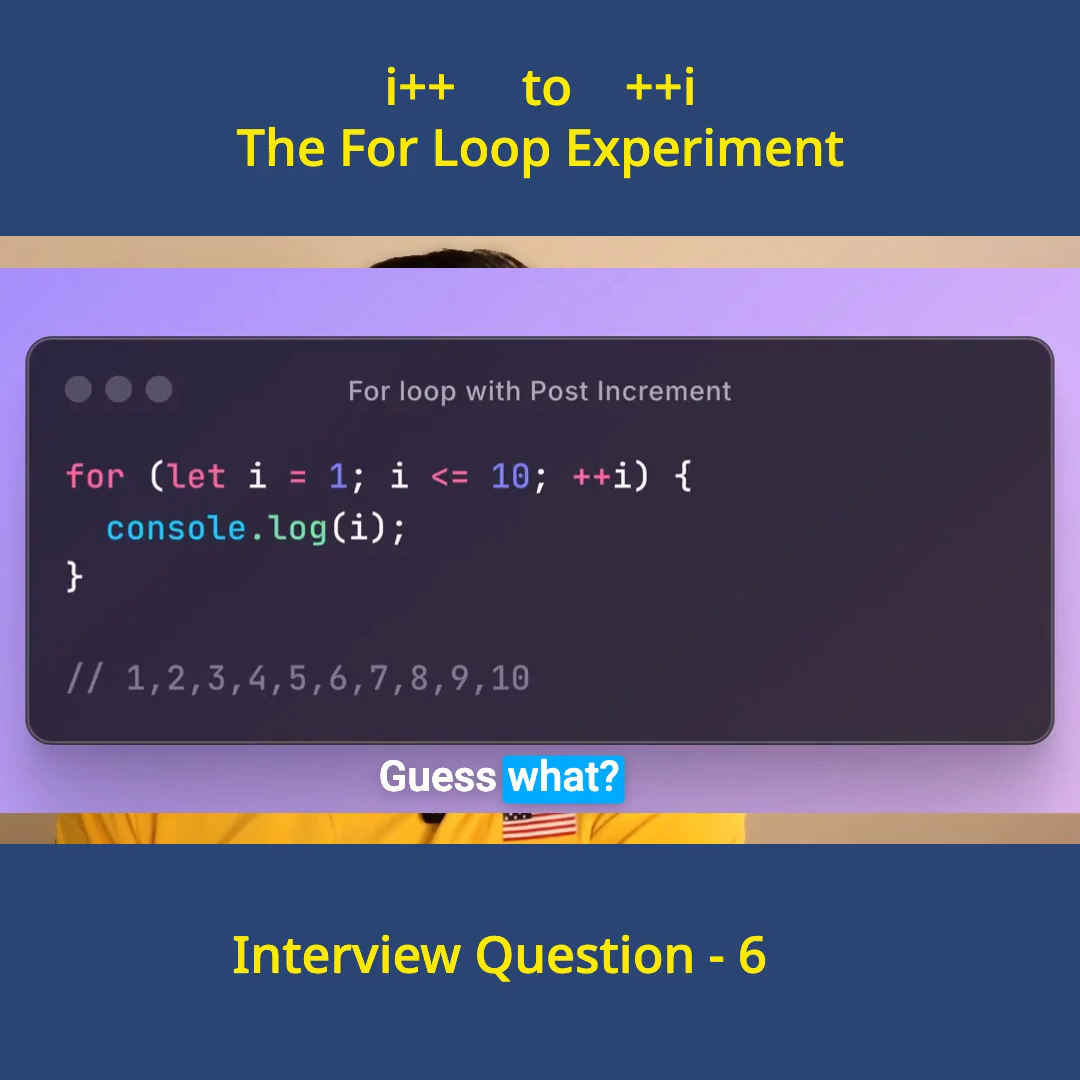 i++ to ++i
The For Loop Experiment
For loop with Post Increment
for (let i = 1; i <= 10; ++i) {
  console.log(i);
}
// 1,2,3,4,5,6,7,8,9,10
Guess what?
Interview Question - 6